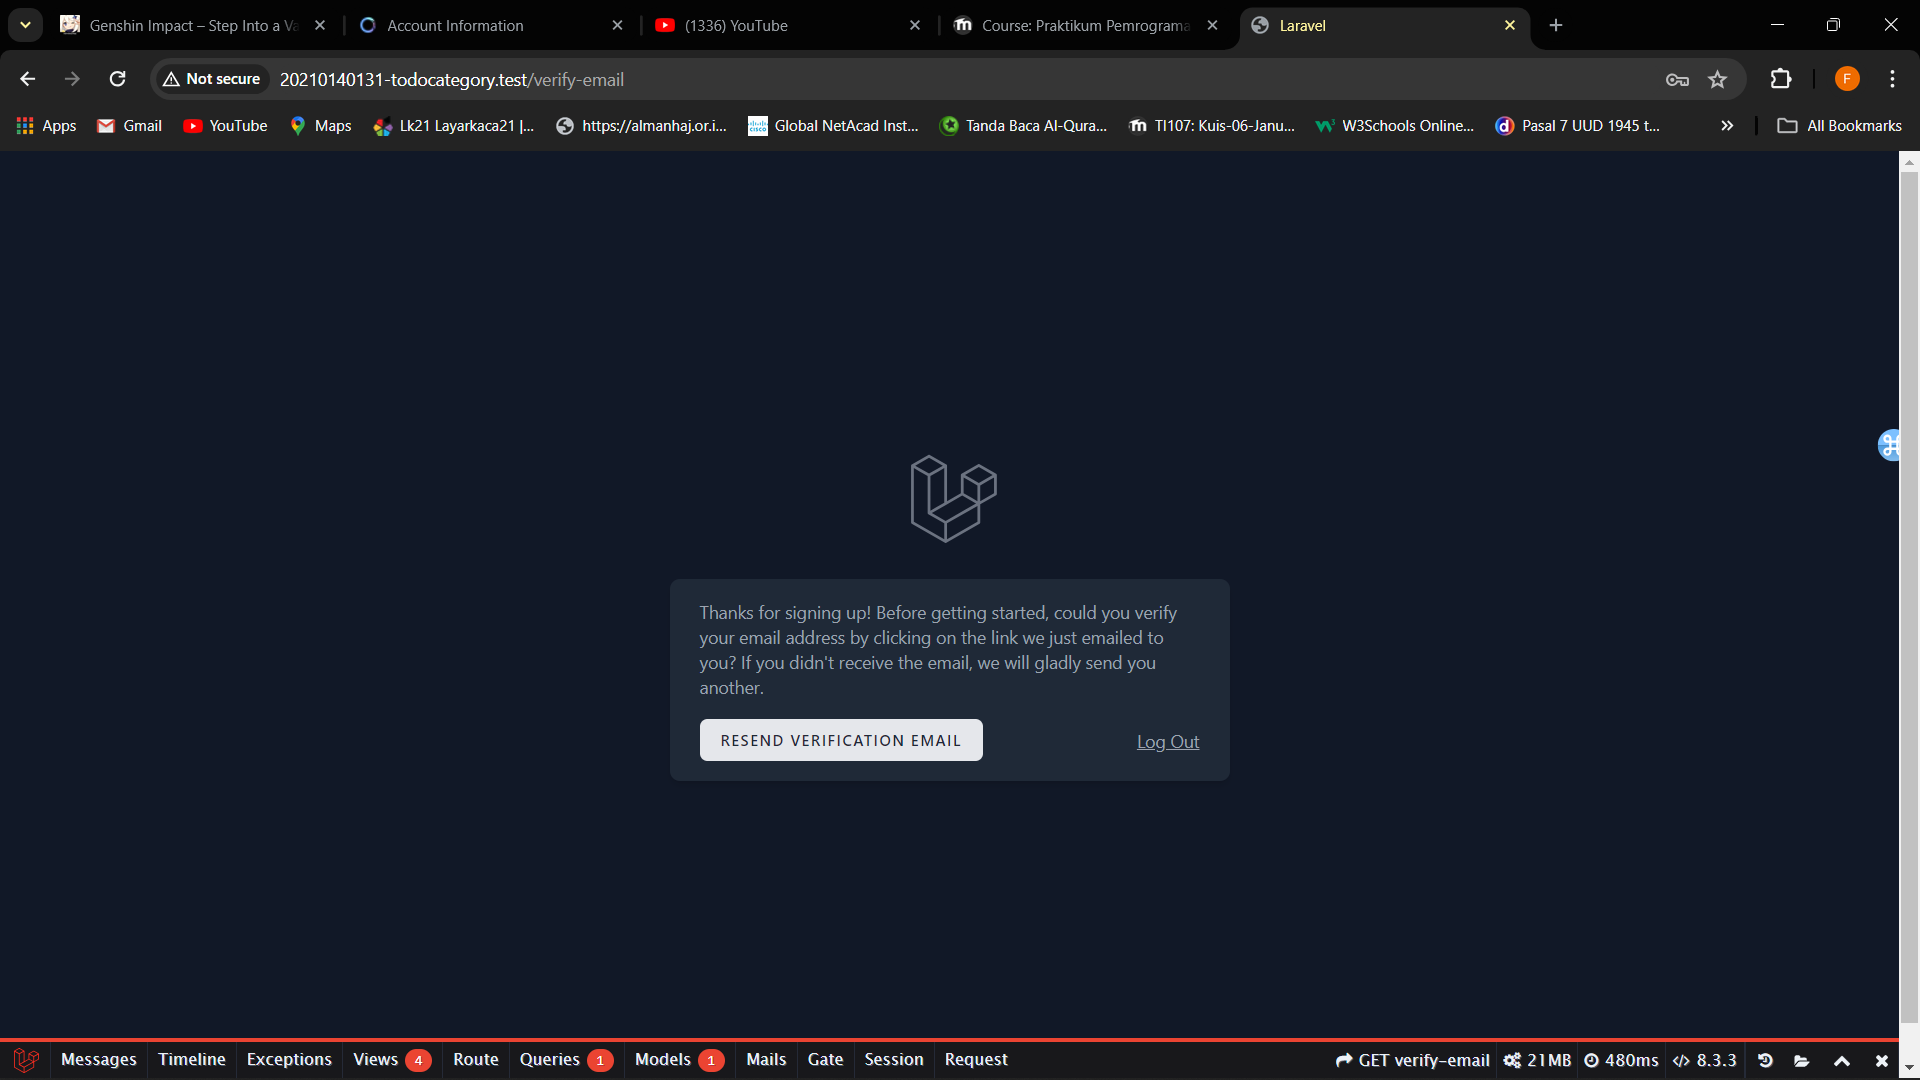 Genshin Impact – Step Into a Va
Account Information
(1336) YouTube
Course: Praktikum Pemrograma
Laravel
Not secure
20210140131-todocategory.test/verify-email
F
Apps
Gmail
YouTube
Maps
Lk21 Layarkaca21 |...
https://almanhaj.or.i...
Global NetAcad Inst...
Tanda Baca Al-Qura...
TI107: Kuis-06-Janu...
W3Schools Online...
Pasal 7 UUD 1945 t...
All Bookmarks
Thanks for signing up! Before getting started, could you verify
your email address by clicking on the link we just emailed to
you? If you didn't receive the email, we will gladly send you
another.
RESEND VERIFICATION EMAIL
Log Out
Messages
Timeline
Exceptions
Views 4
Route
Queries 1
Models 1
Mails
Gate
Session
Request
GET verify-email
21MB
480ms
8.3.3